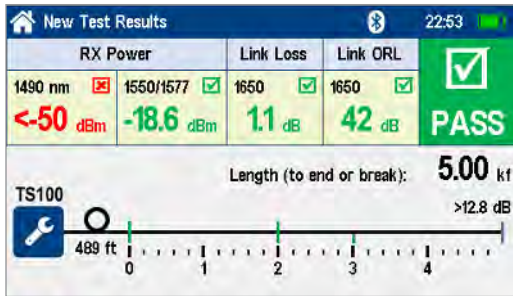 New Test Results 22:53
RX Power Link Loss Link ORL
1490 nm 1550/1577 1650 1650
<-50 dBm -18.6 dBm 1.1 dB 42 dB PASS
Length (to end or break): 5.00 kf
TS100 >12.8 dB
489 ft
0 1 2 3 4